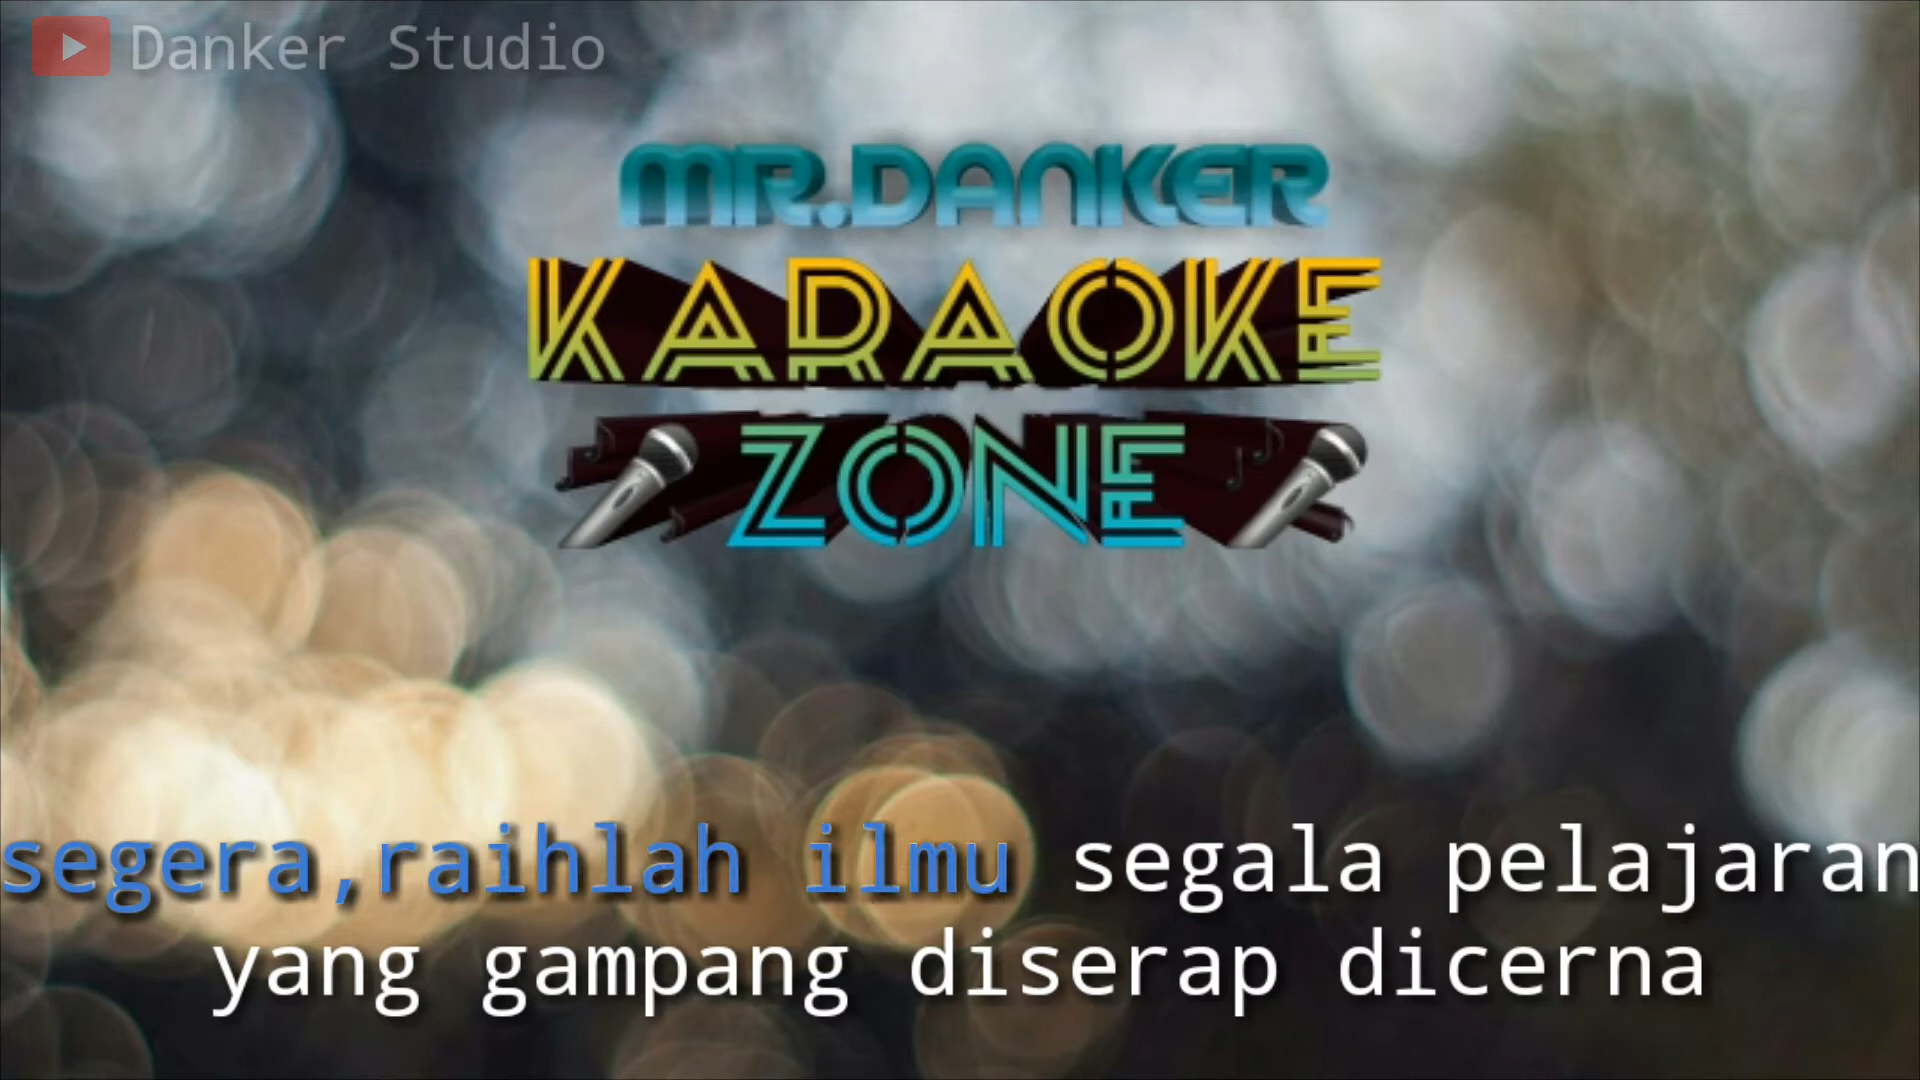 Danker Studio
MR.DANKER
KARAOKE
ZONE
segera,raihlah ilmu segala pelajaran
yang gampang diserap dicerna